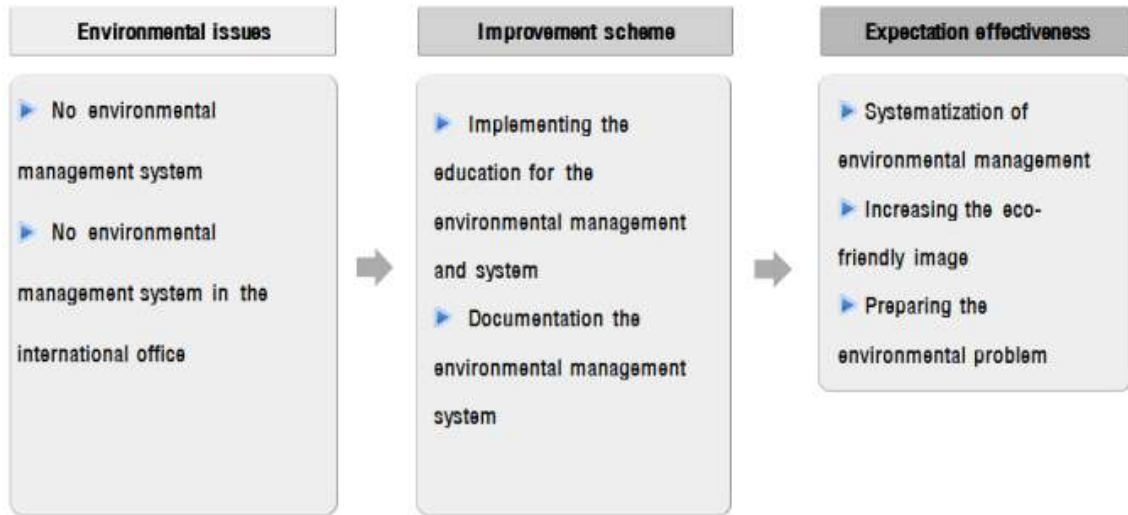 Environmental issues
No environmental
management system
No environmental
management system in the
international office
Improvement scheme
Implementing the
education for the
environmental management
and system
Documentation the
environmental management
system
Expectation effectiveness
Systematization of
environmental management
Increasing the eco-
friendly image
Preparing the
environmental problem